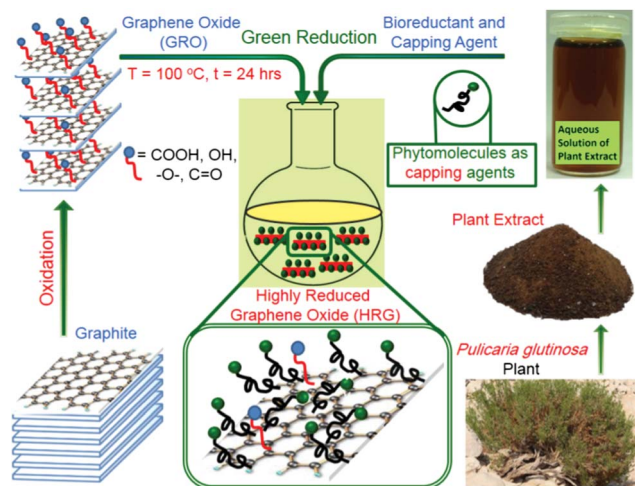 Graphene Oxide
(GRO)
Green Reduction
Bioreductant and
Capping Agent
T = 100 ºC, t = 24 hrs
= COOH, OH,
-O-, C=O
Phytomolecules as
capping agents
Aqueous
Solution of
Plant Extract
Oxidation
Plant Extract
Graphite
Highly Reduced
Graphene Oxide (HRG)
Pulicaria glutinosa
Plant